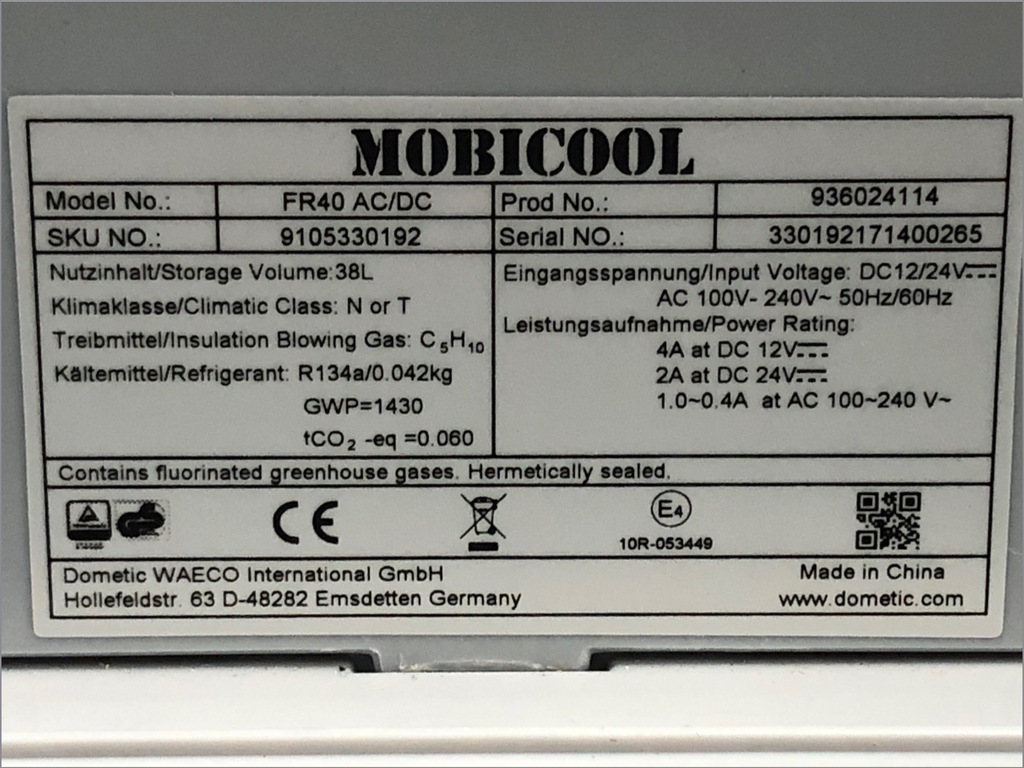 MOBICOOL
Model No.: FR40 AC/DC Prod No.: 936024114
SKU NO.: 9105330192 Serial NO.: 330192171400265
Nutzinhalt/Storage Volume:38L
Klimaklasse/Climatic Class: N or T
Treibmittel/Insulation Blowing Gas: C5H10
Kältemittel/Refrigerant: R134a/0.042kg
GWP=1430
tCO2 -eq =0.060
Eingangsspannung/Input Voltage: DC12/24V⎓
AC 100V- 240V~ 50Hz/60Hz
Leistungsaufnahme/Power Rating:
4A at DC 12V⎓
2A at DC 24V⎓
1.0~0.4A at AC 100~240 V~
Contains fluorinated greenhouse gases. Hermetically sealed.
CE
E4
10R-053449
Dometic WAECO International GmbH
Hollefeldstr. 63 D-48282 Emsdetten Germany
Made in China
www.dometic.com